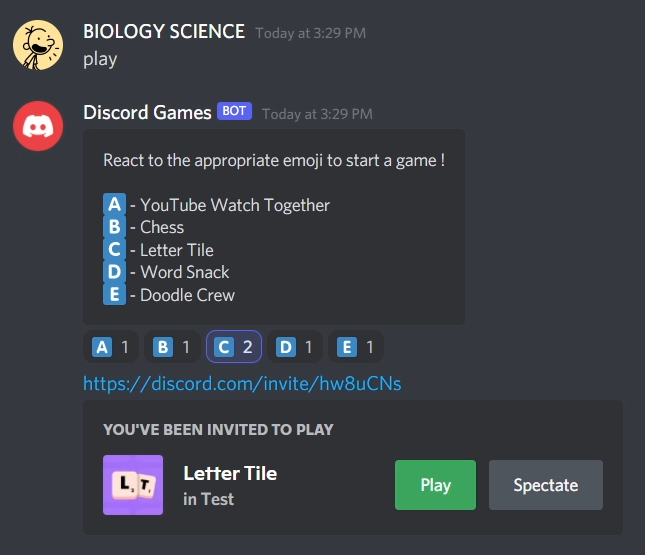 BIOLOGY SCIENCE Today at 3:29 PM
play
Discord Games BOT Today at 3:29 PM
React to the appropriate emoji to start a game !
A - YouTube Watch Together
B - Chess
C - Letter Tile
D - Word Snack
E - Doodle Crew
A 1 B 1 C 2 D 1 E 1
https://discord.com/invite/hw8uCNs
YOU'VE BEEN INVITED TO PLAY
L, T, Letter Tile
in Test
Play Spectate